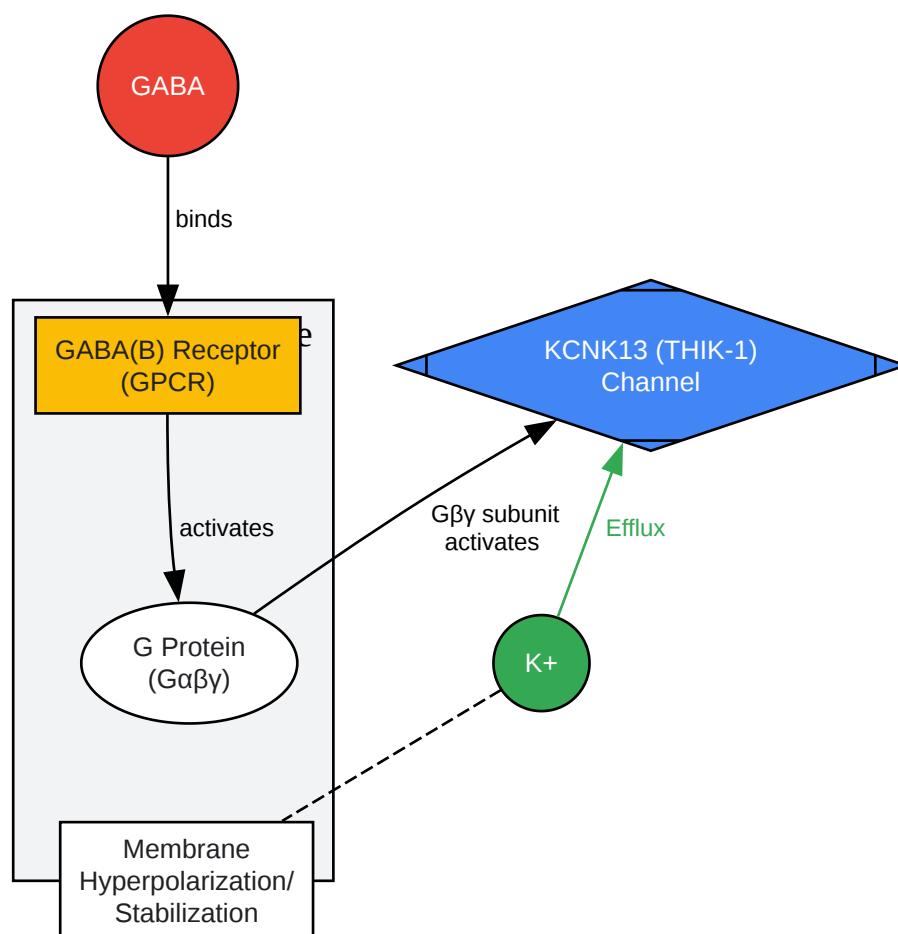 GABA
binds
GABA(B) Receptor
(GPCR)
KCNK13 (THIK-1)
Channel
activates
Gβγ subunit
activates
Efflux
G Protein
(Gαβγ)
K+
Membrane
Hyperpolarization/
Stabilization